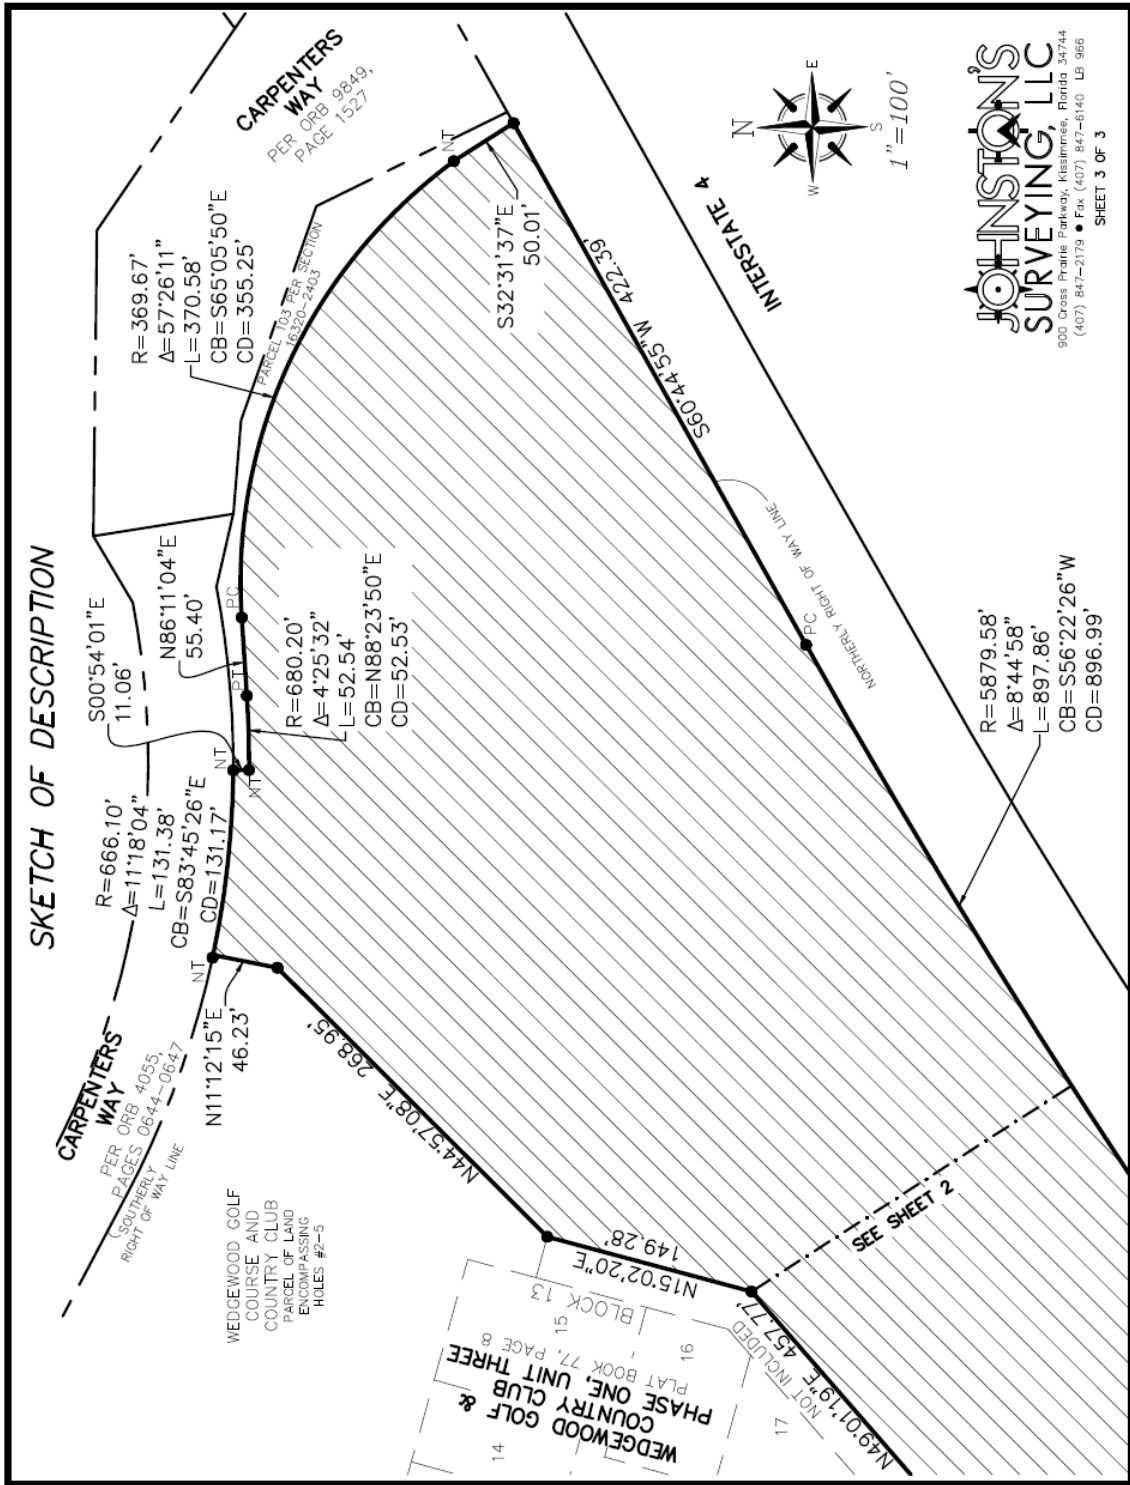 SKETCH OF DESCRIPTION
CARPENTERS
WAY
PER ORB 4055,
PAGES 0644-0647
(SOUTHERLY
RIGHT OF WAY LINE
R=666.10'
Δ=11°18'04"
L=131.38'
CB=S83°45'26"E
CD=131.17'
S00°54'01"E
11.06'
N86°11'04"E
55.40'
R=369.67'
Δ=57°26'11"
L=370.58'
CB=S65°05'50"E
CD=355.25'
CARPENTERS
WAY
PER ORB 9849,
PAGE 1527
PARCEL 103 PER SECTION
16320-2403
NT
NT
NT
PT
PC
NT
N11°12'15"E
46.23'
R=680.20'
Δ=4°25'32"
L=52.54'
CB=N88°23'50"E
CD=52.53'
S32°31'37"E
50.01'
WEDGEWOOD GOLF
COURSE AND
COUNTRY CLUB
PARCEL OF LAND
ENCOMPASSING
HOLES #2-5
N44°57'08"E 268.95'
S60°44'55"W 422.39'
INTERSTATE 4
N
E
S
W
1"=100'
N15°02'20"E
149.28'
BLOCK 13
WEDGEWOOD GOLF &
COUNTRY CLUB
PHASE ONE, UNIT THREE
PLAT BOOK 77, PAGE 8
14
15
16
17
NOT INCLUDED
N49°01'19"E 457.77'
SEE SHEET 2
PC
NORTHERLY RIGHT OF WAY LINE
R=5879.58'
Δ=8°44'58"
L=897.86'
CB=S56°22'26"W
CD=896.99'
JOHNSTON'S
SURVEYING, LLC
900 Cross Prairie Parkway, Kissimmee, Florida 34744
(407) 847-2179 ● Fax (407) 847-6140 LB 966
SHEET 3 OF 3